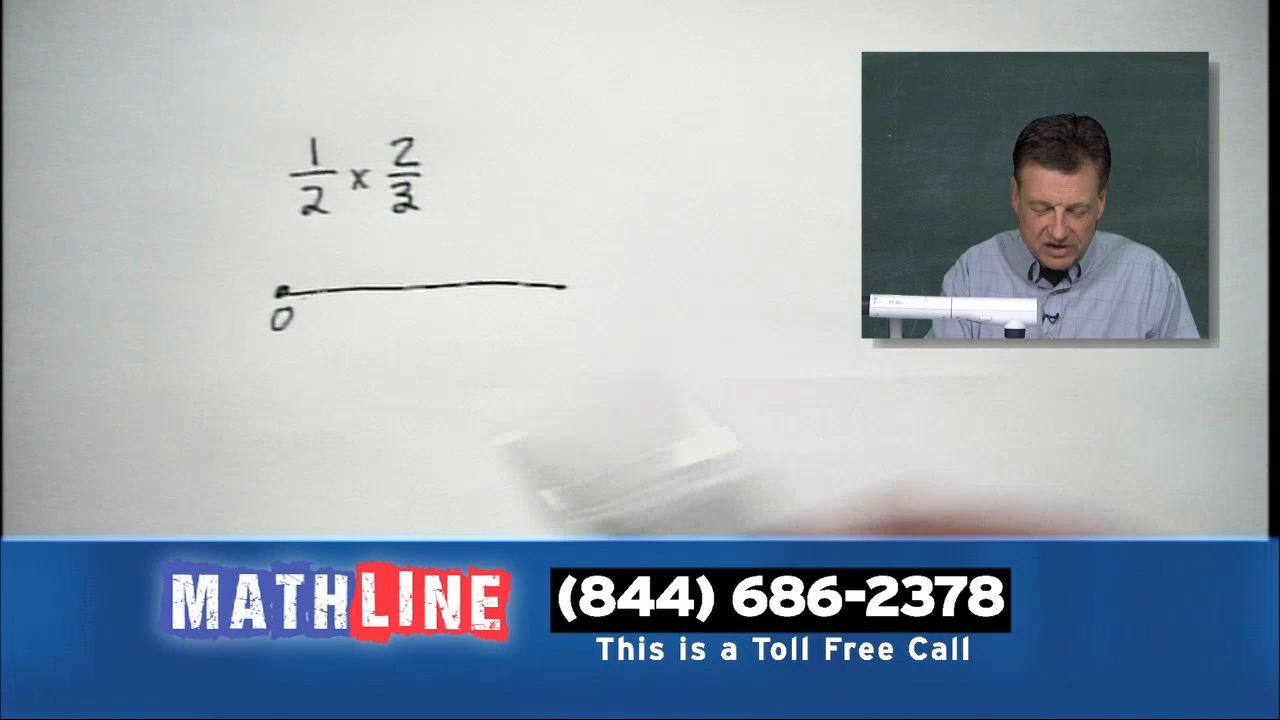 1/2 x 2/3
0
MATHLINE
(844) 686-2378
This is a Toll Free Call